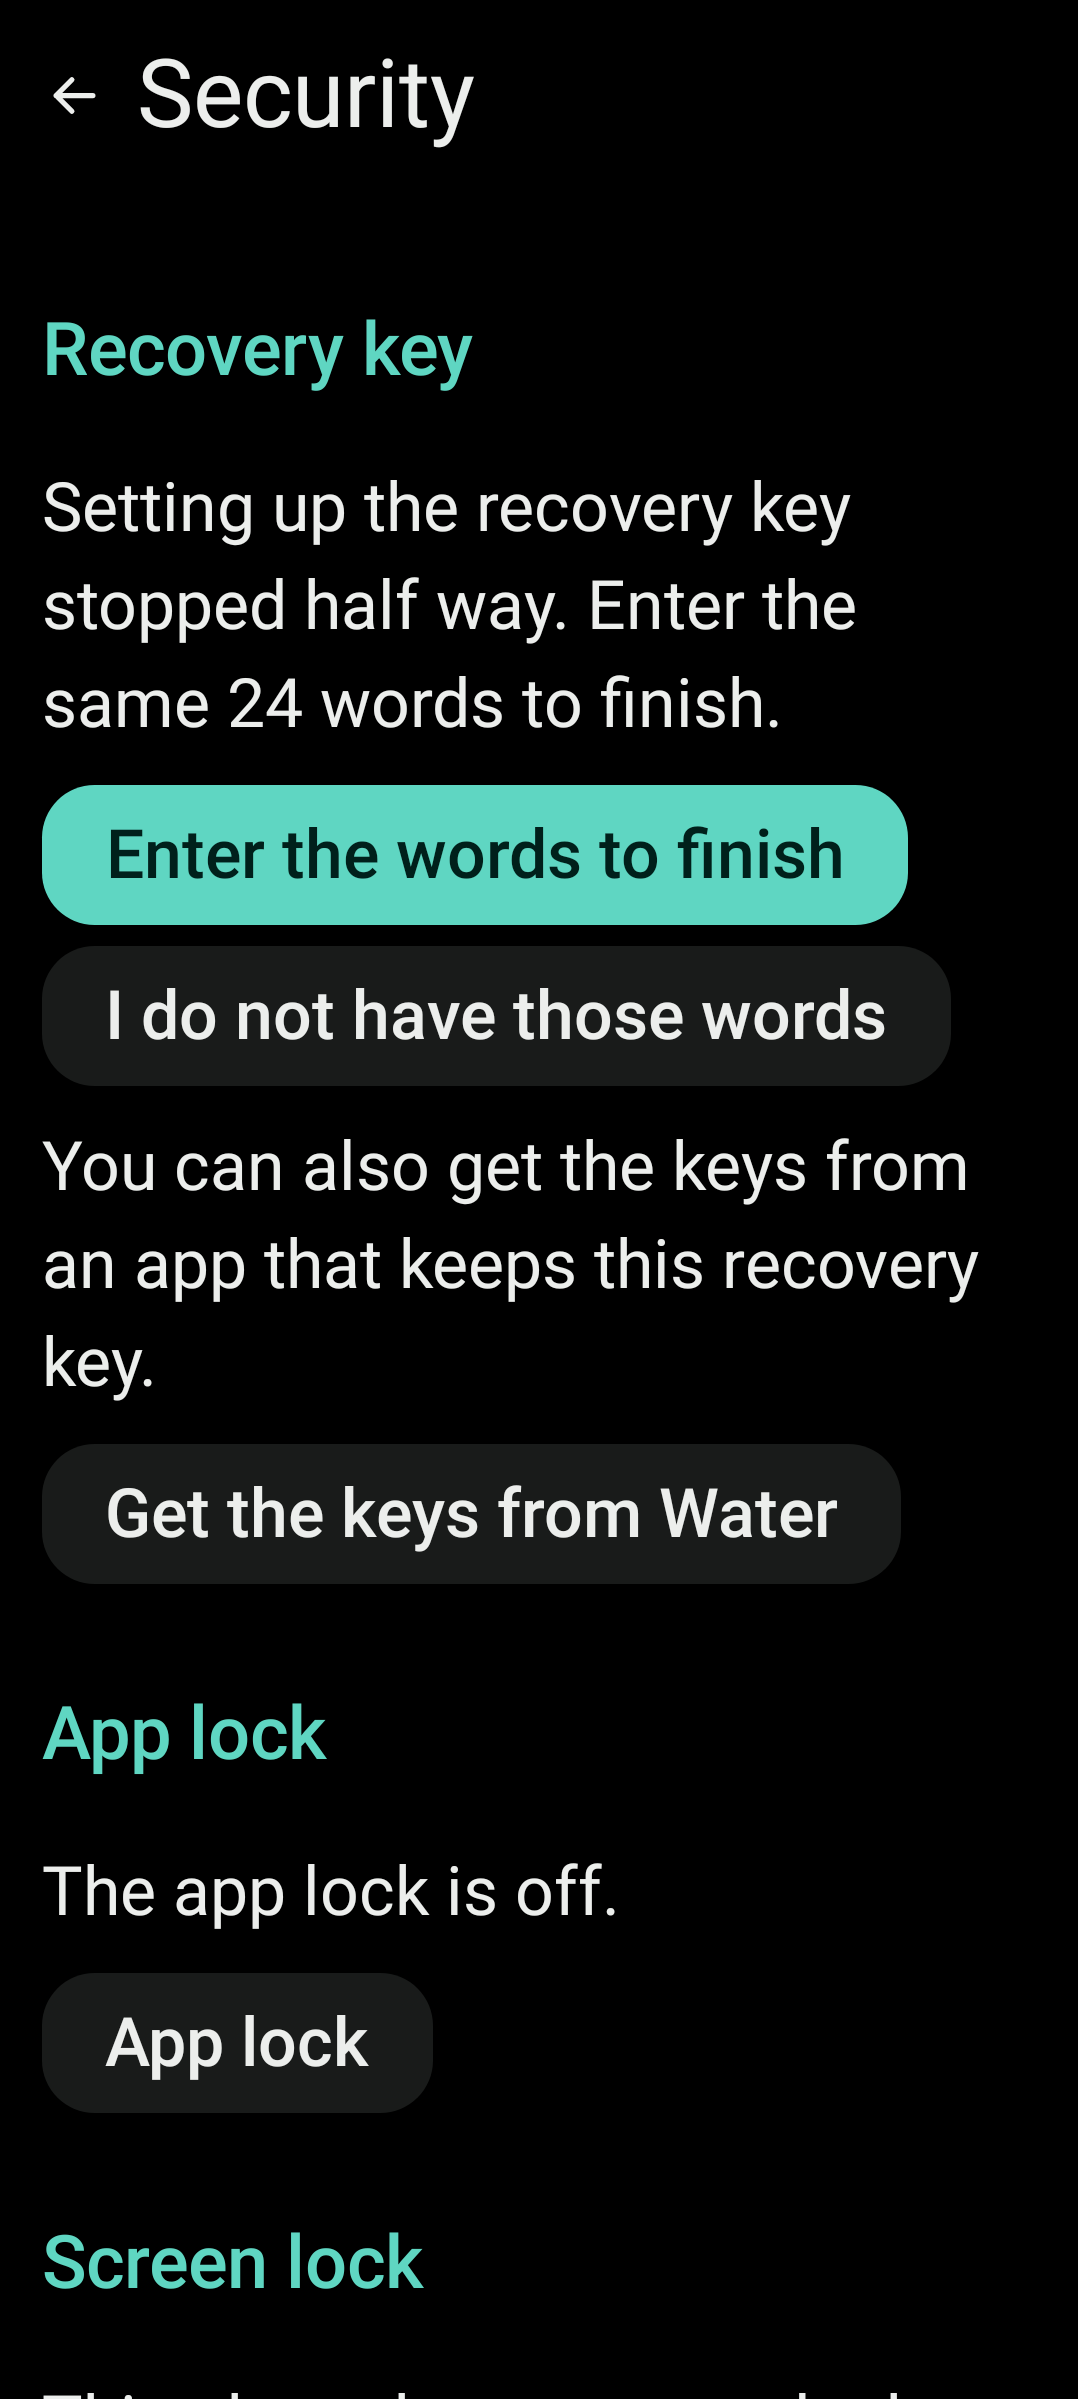 Security
Recovery key
Setting up the recovery key
stopped half way. Enter the
same 24 words to finish.
Enter the words to finish
I do not have those words
You can also get the keys from
an app that keeps this recovery
key.
Get the keys from Water
App lock
The app lock is off.
App lock
Screen lock